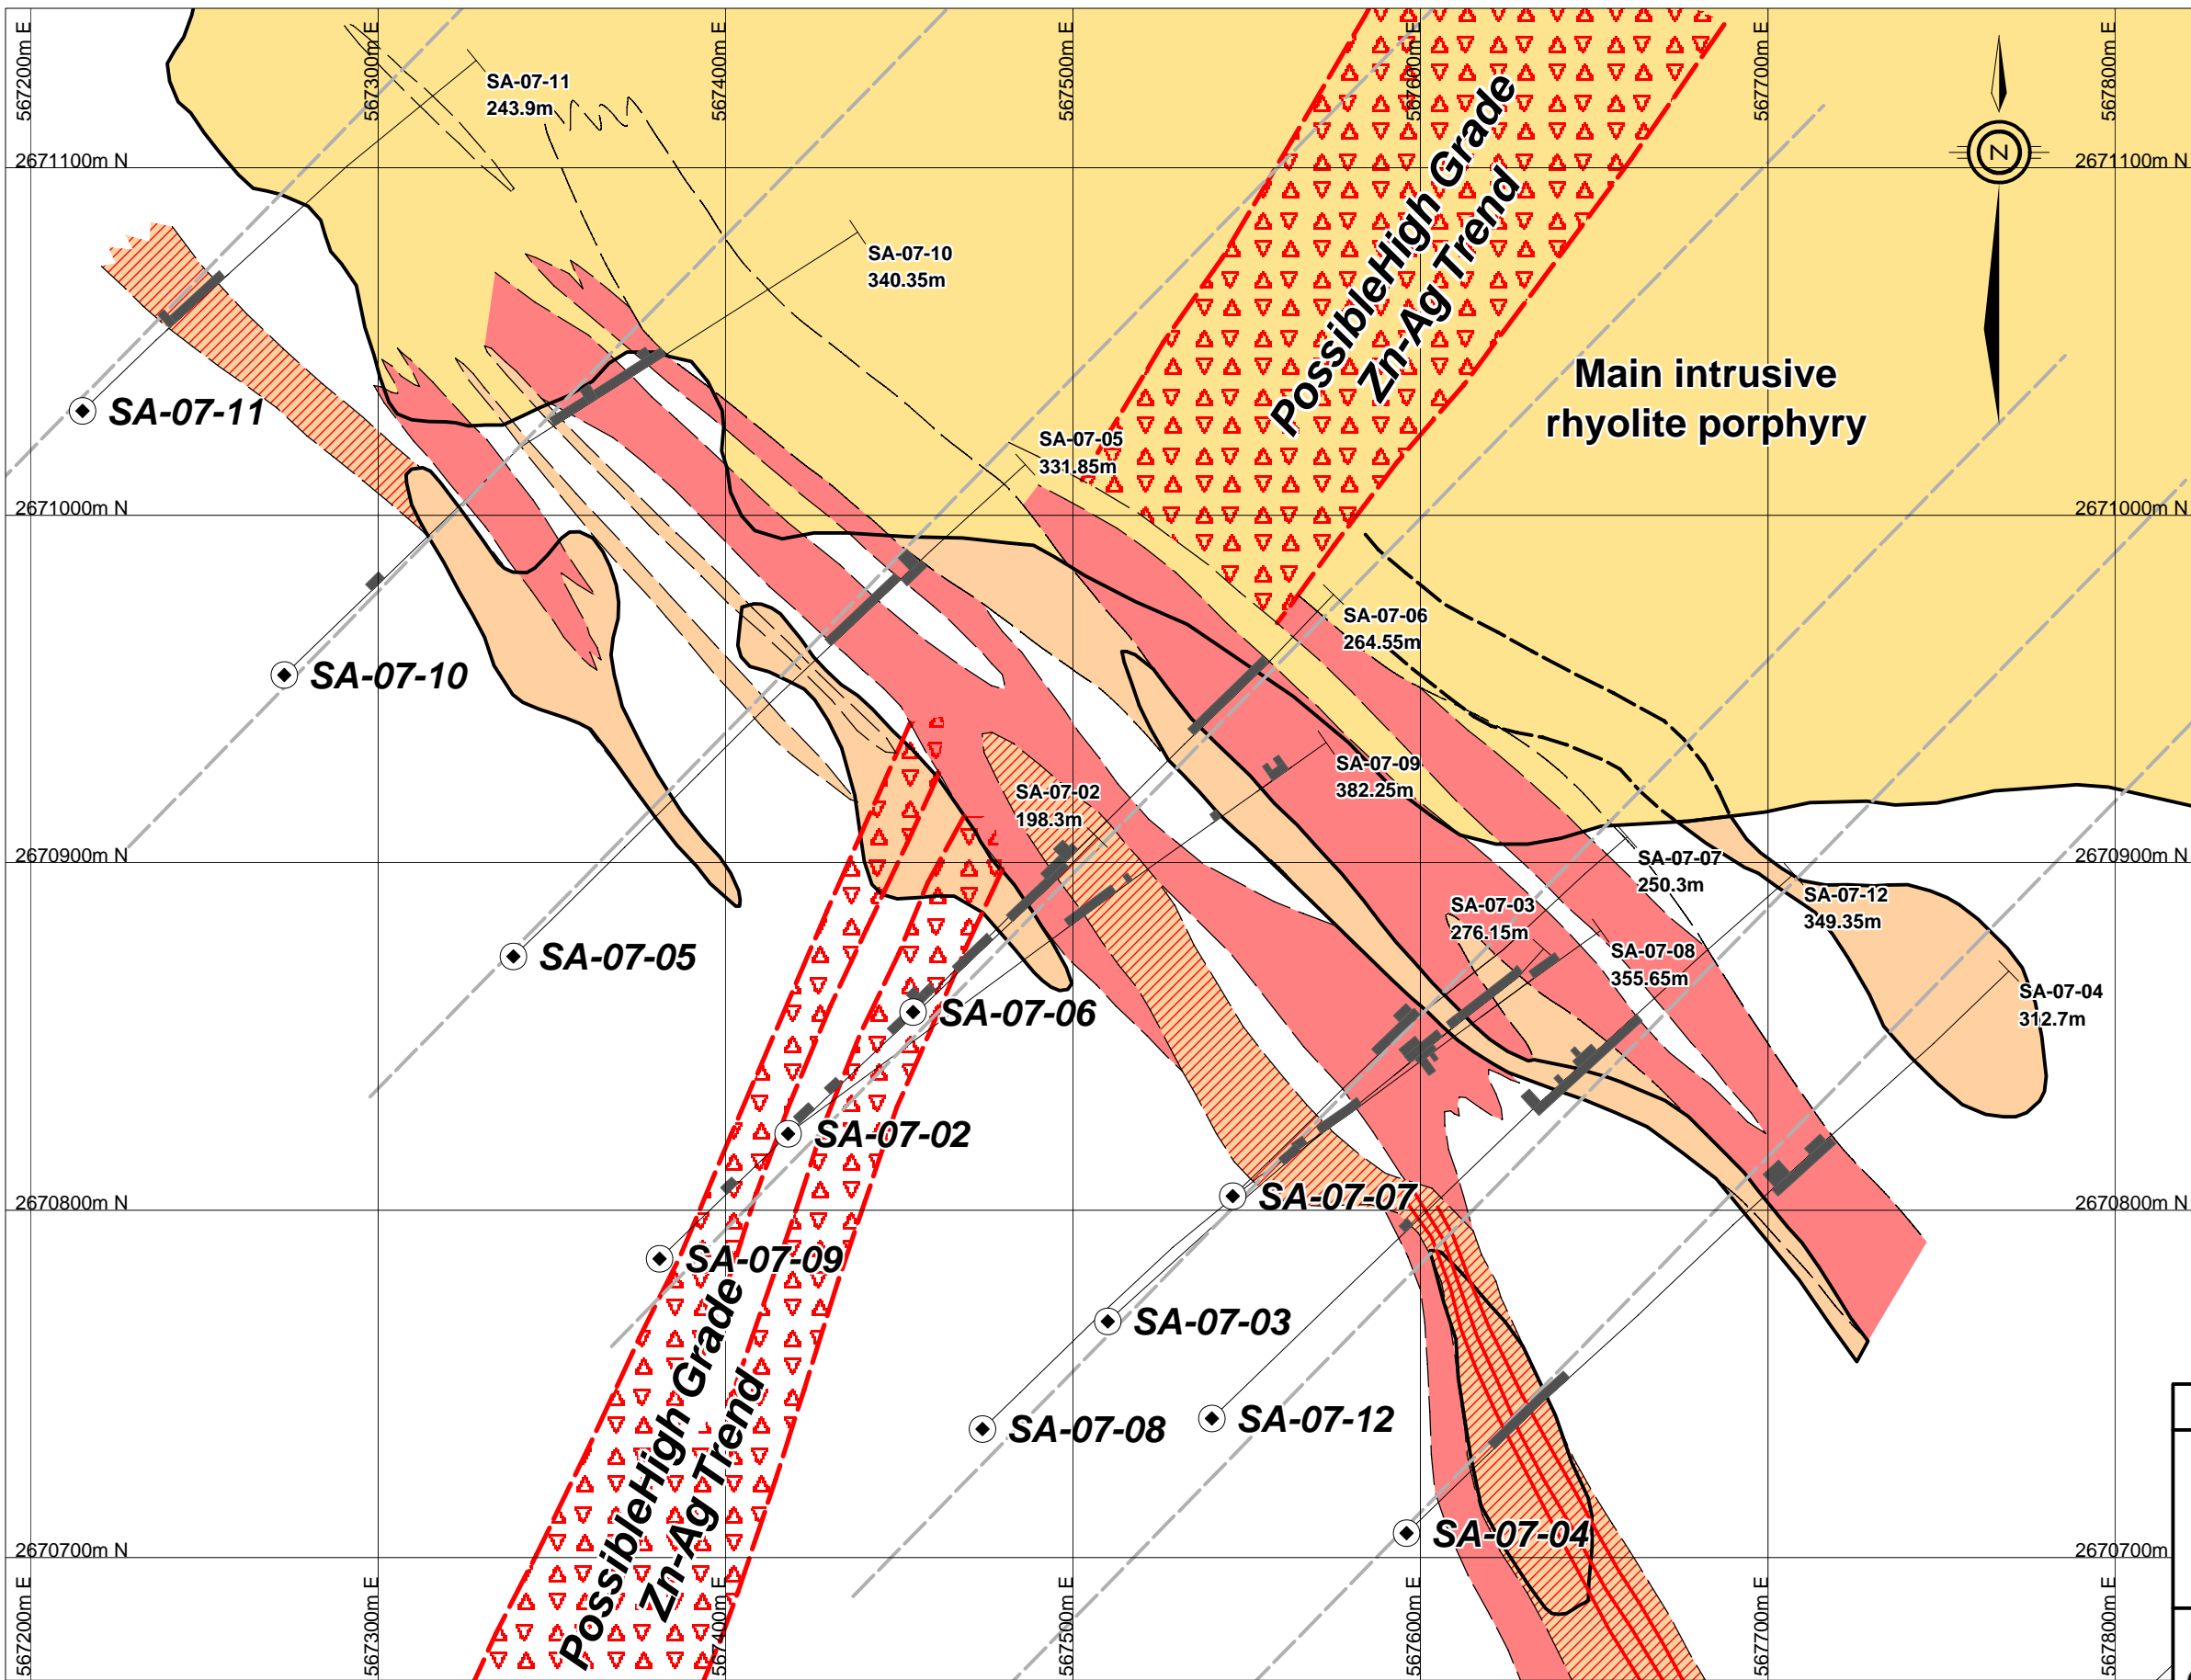 567200m E
567300m E
567400m E
567500m E
567600m E
567700m E
567800m E
SA-07-11
243.9m
PossibleHigh Grade
Zn-Ag Trend
N
2671100m N
2671100m N
SA-07-10
340.35m
Main intrusive
rhyolite porphyry
SA-07-11
SA-07-05
331.85m
2671000m N
2671000m N
SA-07-06
264.55m
SA-07-10
SA-07-09
382.25m
SA-07-02
198.3m
2670900m N
2670900m N
SA-07-07
250.3m
SA-07-12
349.35m
SA-07-03
276.15m
SA-07-08
355.65m
SA-07-05
SA-07-04
312.7m
SA-07-06
SA-07-02
SA-07-07
2670800m N
2670800m N
SA-07-09
SA-07-03
SA-07-08
SA-07-12
PossibleHigh Grade
Zn-Ag Trend
SA-07-04
2670700m N
2670700m
567200m E
567300m E
567400m E
567500m E
567600m E
567700m E
567800m E